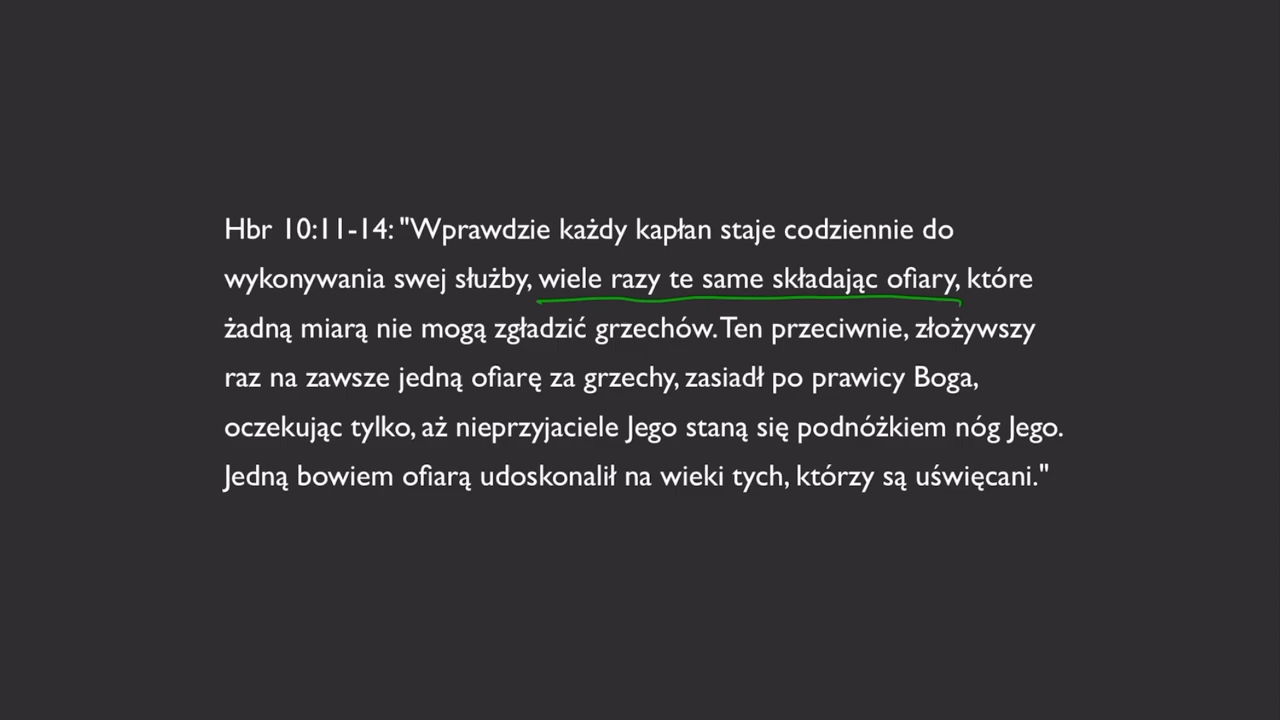 Hbr 10:11-14: "Wprawdzie każdy kapłan staje codziennie do
wykonywania swej służby, wiele razy te same składając ofiary, które
żadną miarą nie mogą zgładzić grzechów. Ten przeciwnie, złożywszy
raz na zawsze jedną ofiarę za grzechy, zasiadł po prawicy Boga,
oczekując tylko, aż nieprzyjaciele Jego staną się podnóżkiem nóg Jego.
Jedną bowiem ofiarą udoskonalił na wieki tych, którzy są uświęcani."